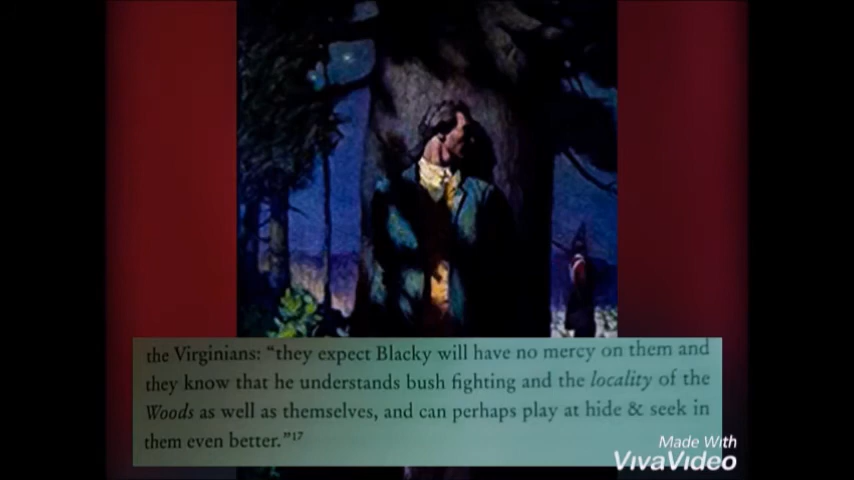 the Virginians: “they expect Blacky will have no mercy on them and
they know that he understands bush fighting and the locality of the
Woods as well as themselves, and can perhaps play at hide & seek in
them even better.”17
Made With
VivaVideo